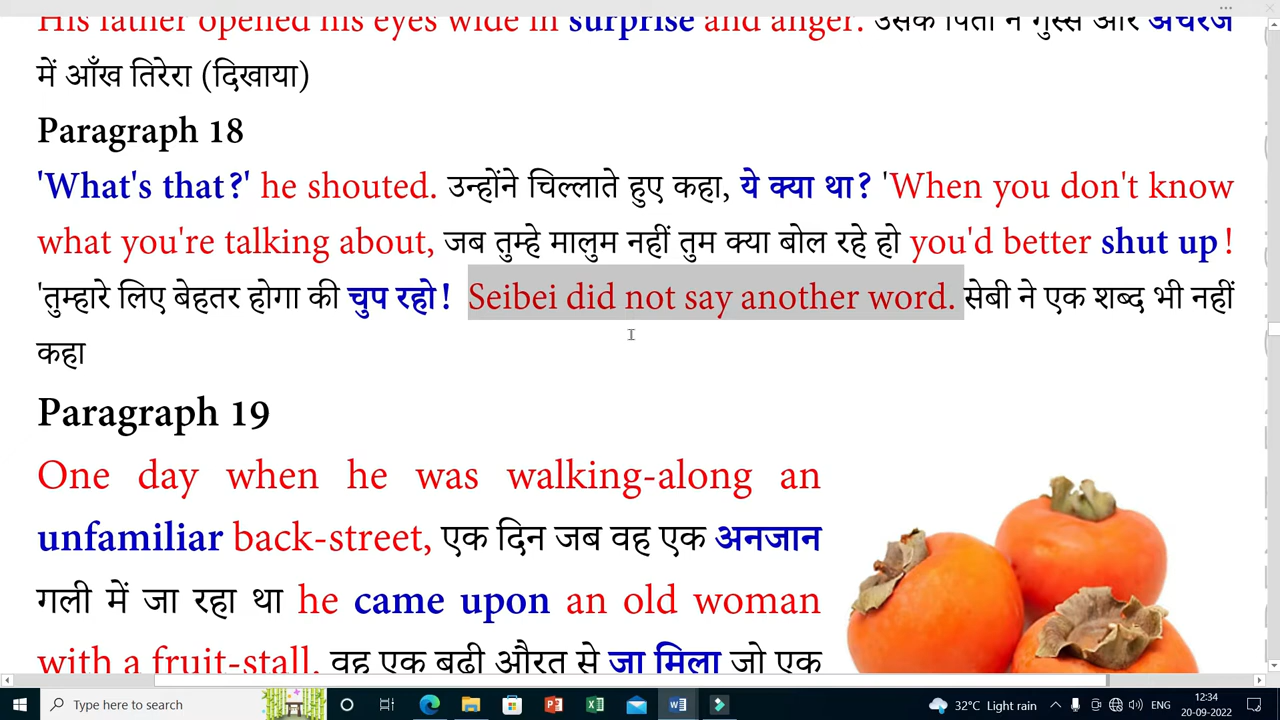 His father opened his eyes wide in surprise and anger. उसके पिता ने गुस्से और अचरज
में आँख तिरेरा (दिखाया)
Paragraph 18
'What's that?' he shouted. उन्होंने चिल्लाते हुए कहा, ये क्या था? 'When you don't know
what you're talking about, जब तुम्हे मालुम नहीं तुम क्या बोल रहे हो you'd better shut up!
'तुम्हारे लिए बेहतर होगा की चुप रहो! Seibei did not say another word. सेबी ने एक शब्द भी नहीं
कहा
Paragraph 19
One day when he was walking-along an
unfamiliar back-street, एक दिन जब वह एक अनजान
गली में जा रहा था he came upon an old woman
with a fruit-stall. वह एक बूढी औरत से जा मिला जो एक
Type here to search
32°C Light rain
ENG
12:34
20-09-2022